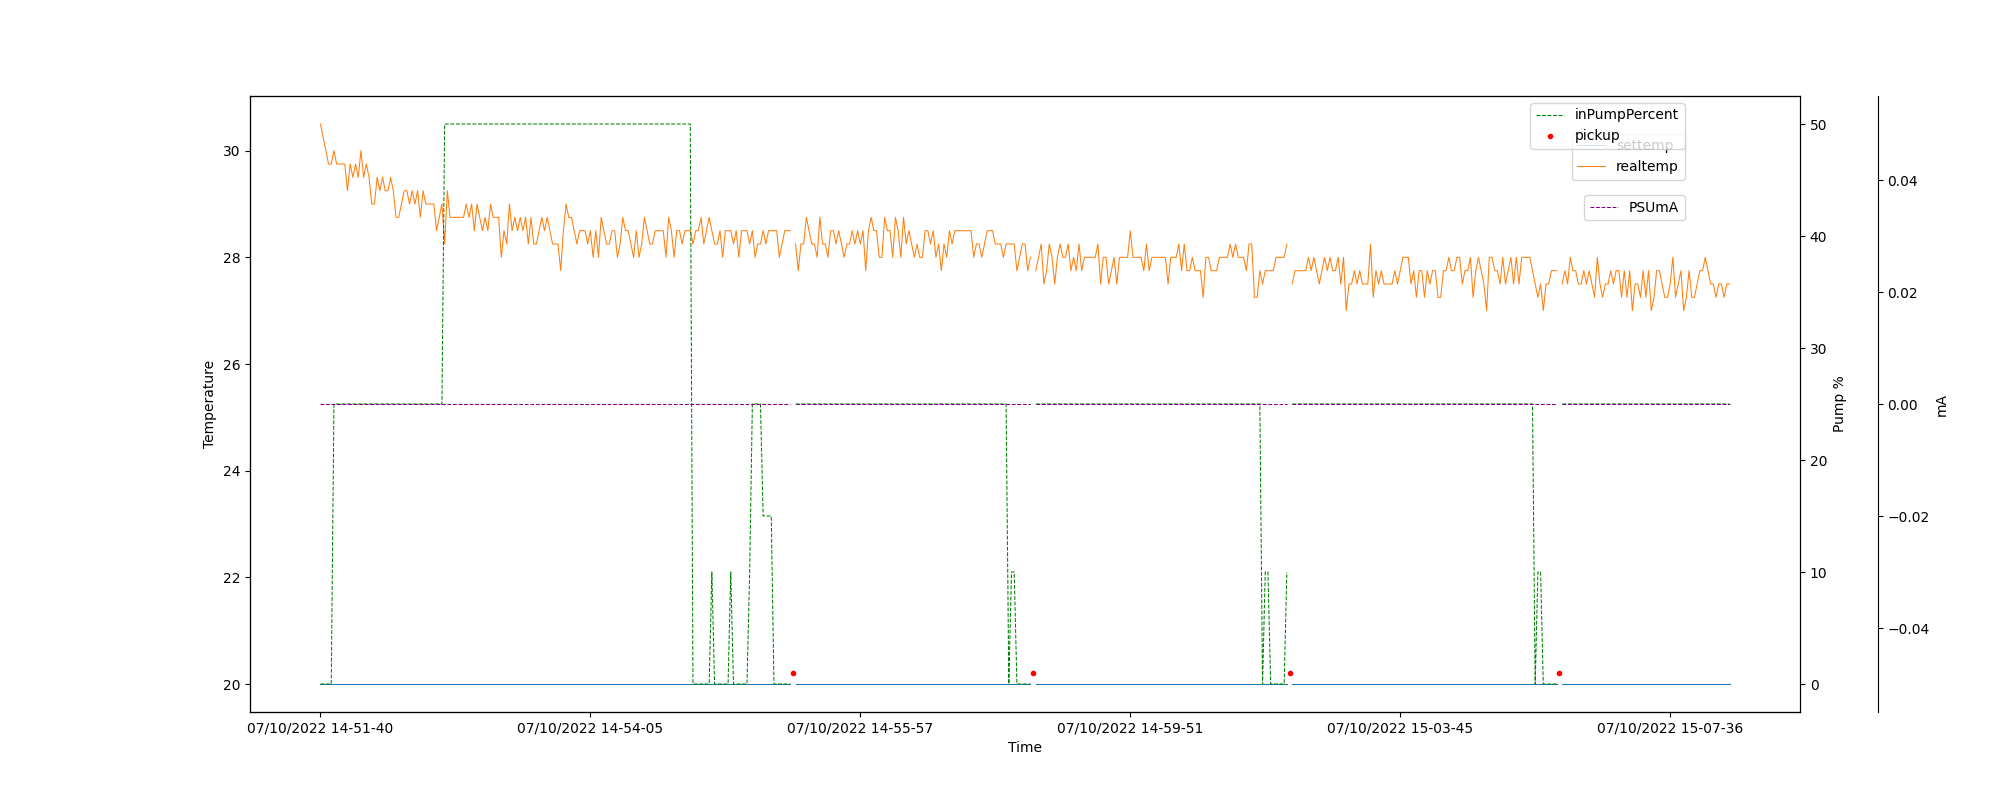 inPumpPercent
pickup
settemp
realtemp
PSUmA
30
28
26
24
22
20
Temperature
50
40
30
20
10
0
Pump %
0.04
0.02
0.00
−0.02
−0.04
mA
07/10/2022 14-51-40
07/10/2022 14-54-05
07/10/2022 14-55-57
07/10/2022 14-59-51
07/10/2022 15-03-45
07/10/2022 15-07-36
Time